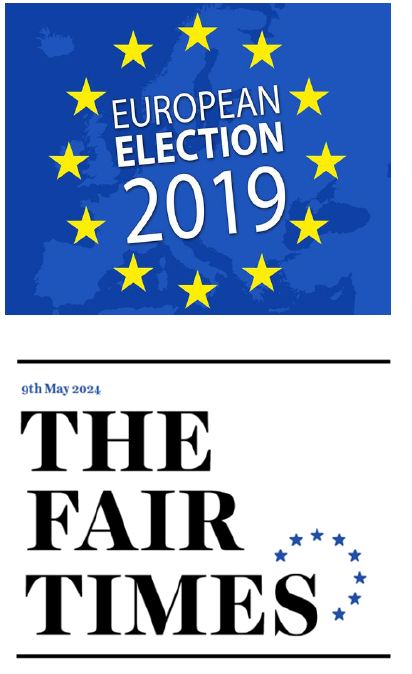 EUROPEAN
ELECTION
2019
9th May 2024
THE
FAIR
TIMES